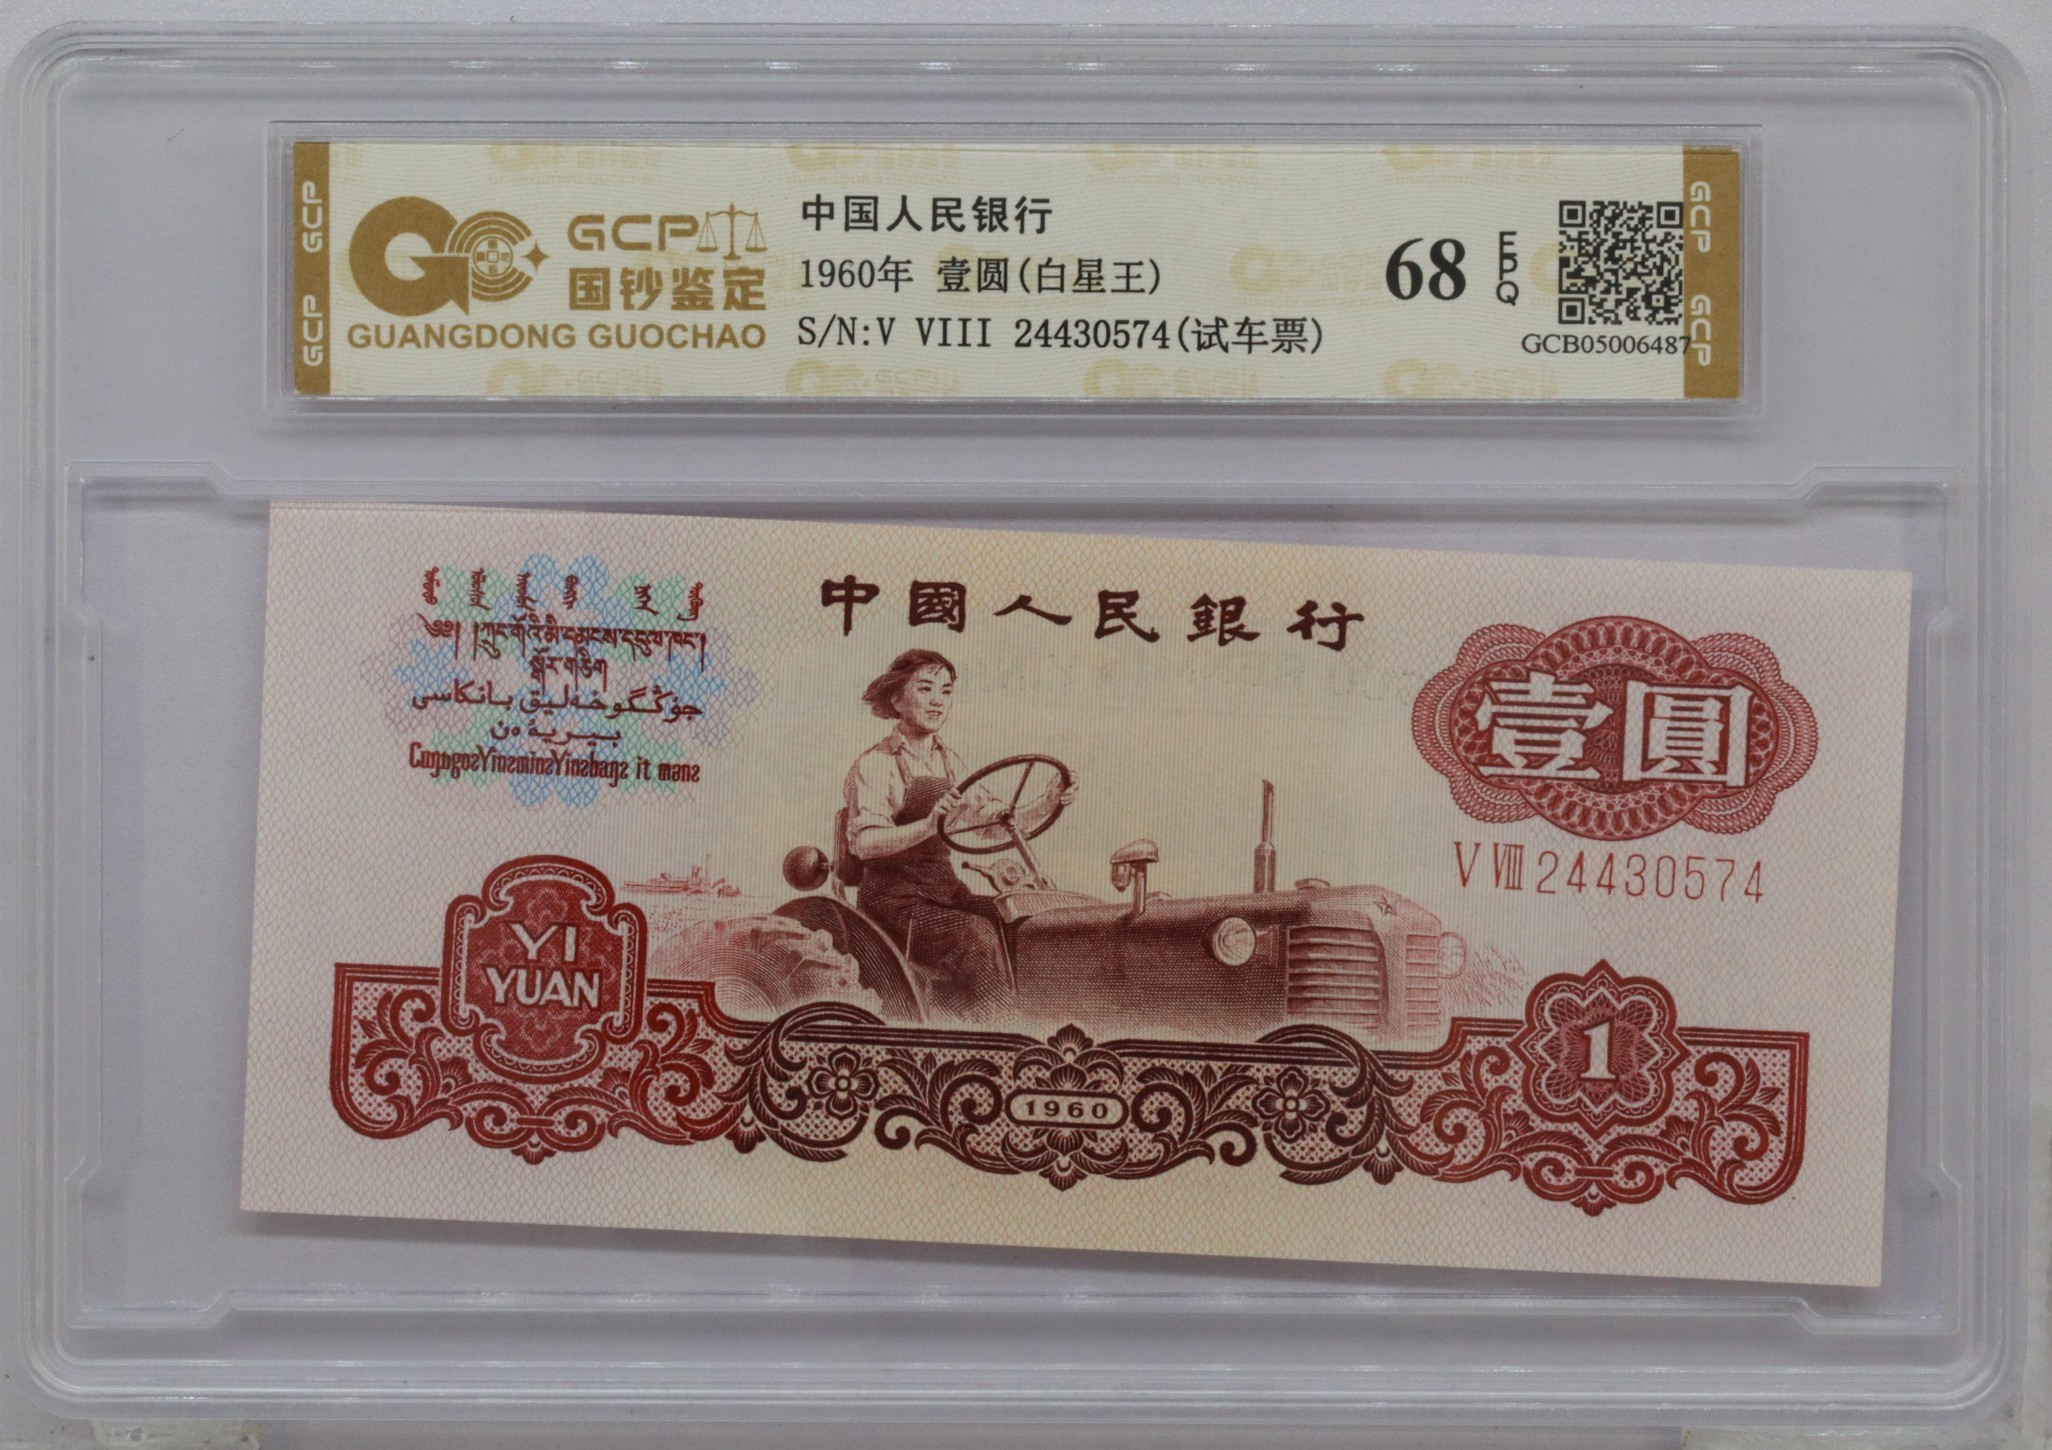 GCP
GCP
GCP
国钞鉴定
GUANGDONG GUOCHAO
中国人民银行
1960年 壹圆(白星王)
S/N:V VIII 24430574(试车票)
68
EPQ
GCB05006487
GCP
GCP
中國人民銀行
壹圓
V VIII 24430574
YI
YUAN
1960
1